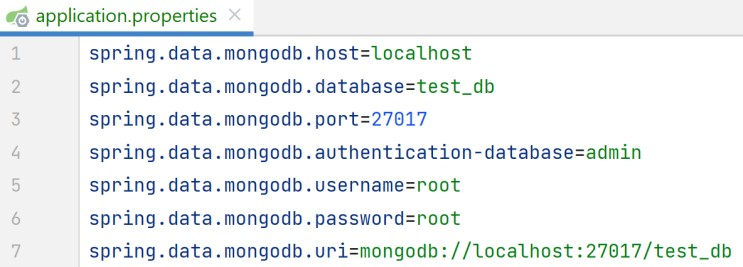 application.properties
1 spring.data.mongodb.host=localhost
2 spring.data.mongodb.database=test_db
3 spring.data.mongodb.port=27017
4 spring.data.mongodb.authentication-database=admin
5 spring.data.mongodb.username=root
6 spring.data.mongodb.password=root
7 spring.data.mongodb.uri=mongodb://localhost:27017/test_db